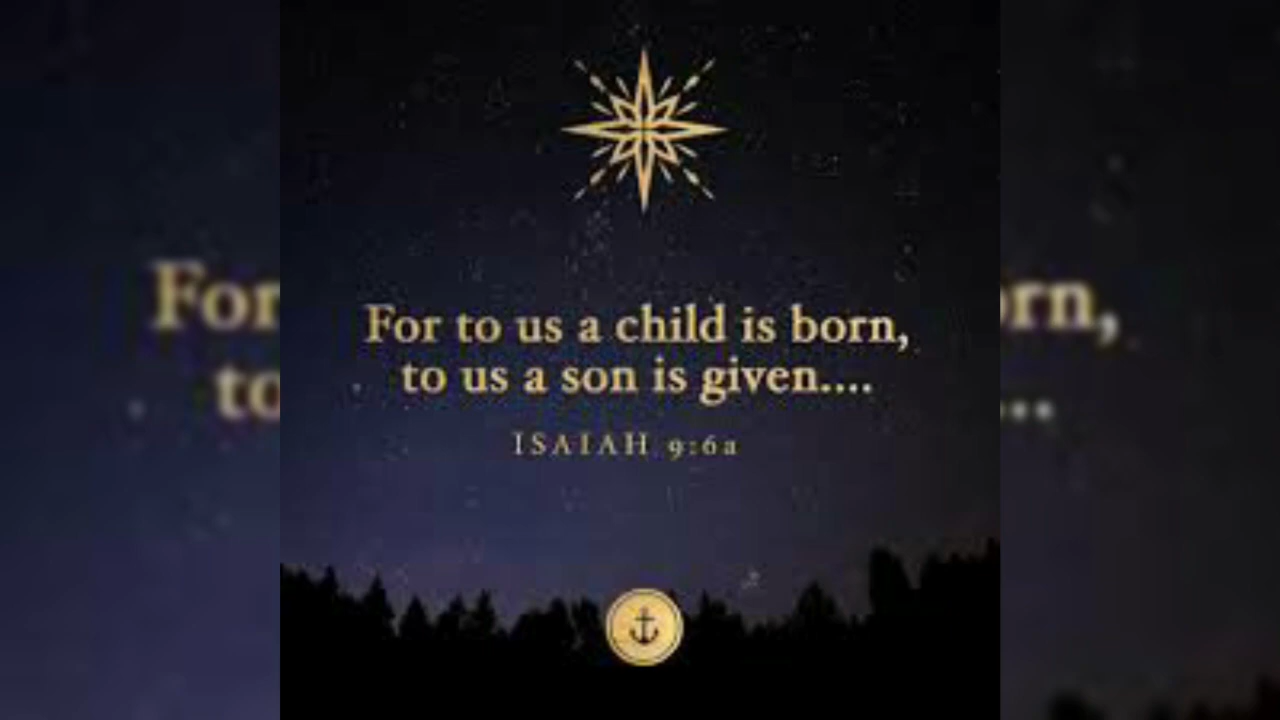 For to us a child is born,
to us a son is given....
ISAIAH 9:6a